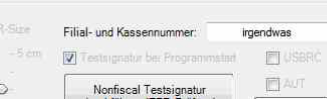 R-Size Filial- und Kassennummer: irgendwas
- 5 cm Testsignatur bei Programmstart USBRC
AUT
Nonfiscal Testsignatur